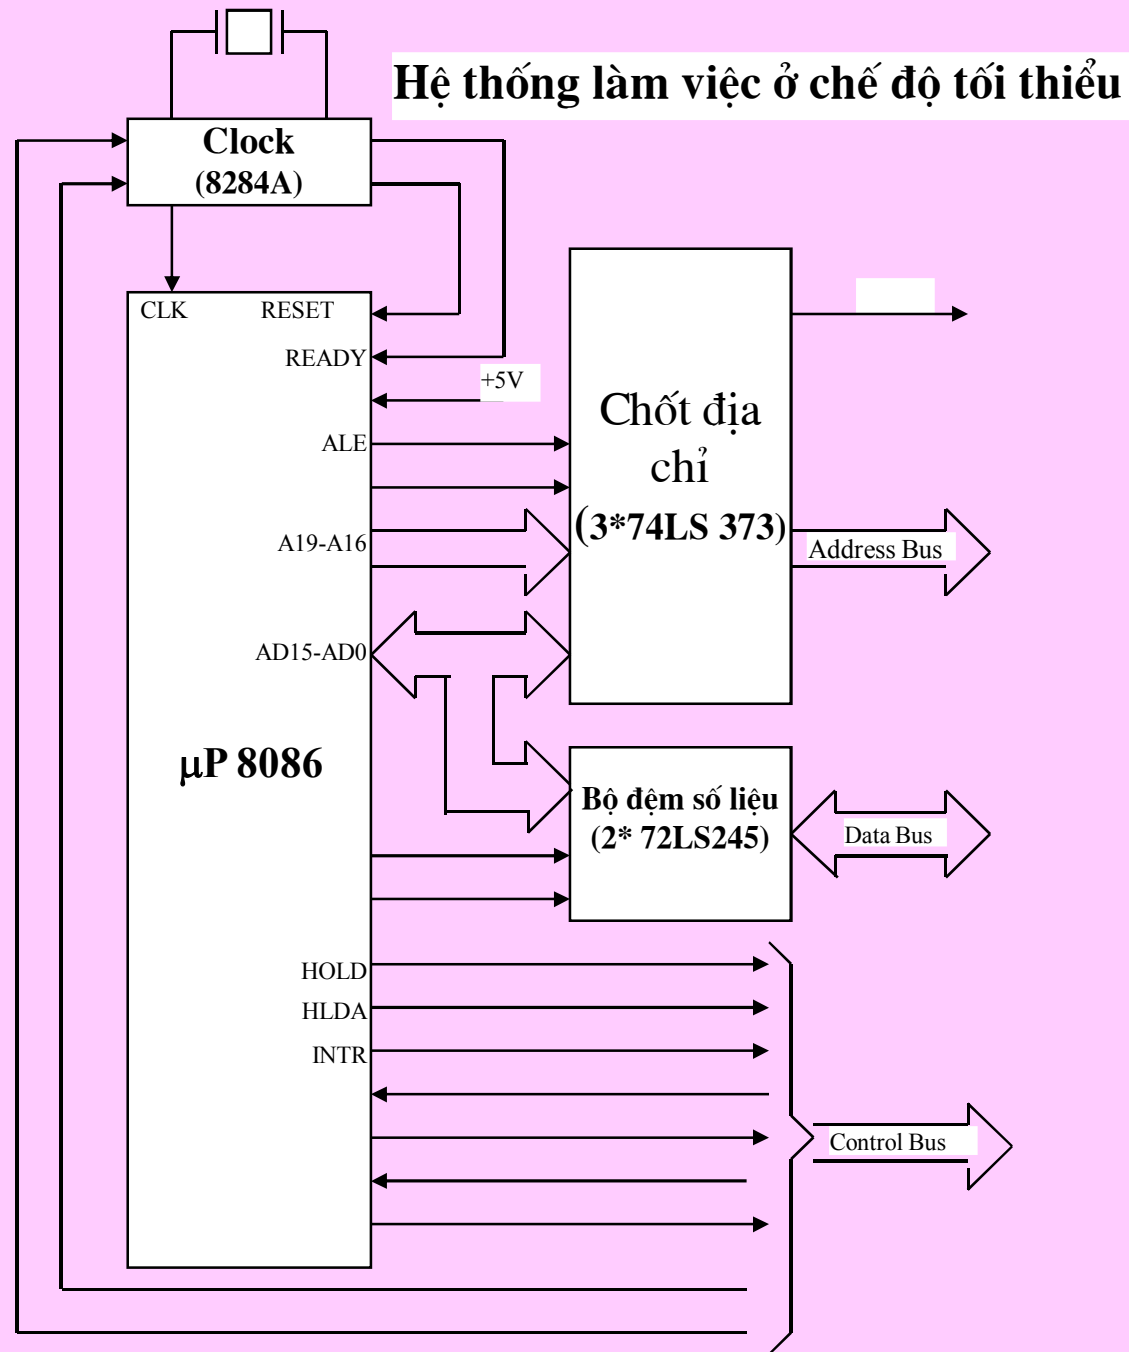 Hệ thống làm việc ở chế độ tối thiểu
Clock
(8284A)
CLK
RESET
READY
+5V
ALE
Chốt địa
chỉ
(3*74LS 373)
A19-A16
Address Bus
AD15-AD0
μP 8086
Bộ đệm số liệu
(2* 72LS245)
Data Bus
HOLD
HLDA
INTR
Control Bus